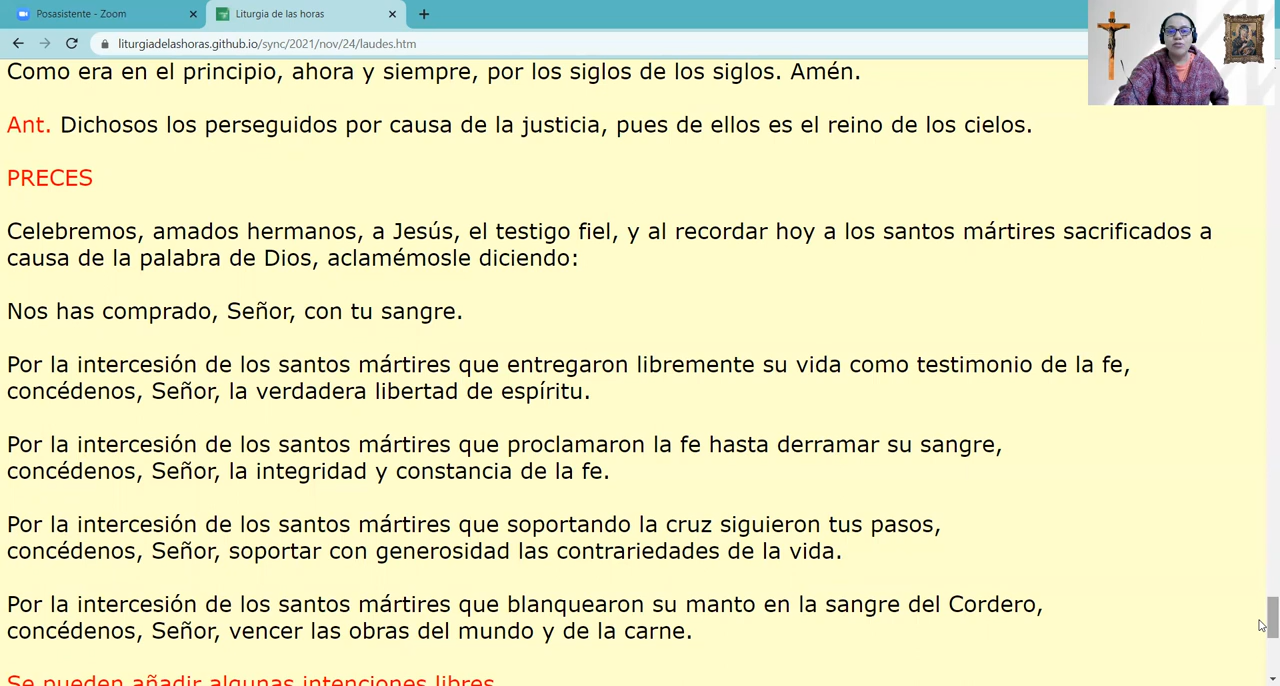 Posasistente - Zoom
Liturgia de las horas
liturgiadelashoras.github.io/sync/2021/nov/24/laudes.htm
Como era en el principio, ahora y siempre, por los siglos de los siglos. Amén.
Ant. Dichosos los perseguidos por causa de la justicia, pues de ellos es el reino de los cielos.
PRECES
Celebremos, amados hermanos, a Jesús, el testigo fiel, y al recordar hoy a los santos mártires sacrificados a
causa de la palabra de Dios, aclamémosle diciendo:
Nos has comprado, Señor, con tu sangre.
Por la intercesión de los santos mártires que entregaron libremente su vida como testimonio de la fe,
concédenos, Señor, la verdadera libertad de espíritu.
Por la intercesión de los santos mártires que proclamaron la fe hasta derramar su sangre,
concédenos, Señor, la integridad y constancia de la fe.
Por la intercesión de los santos mártires que soportando la cruz siguieron tus pasos,
concédenos, Señor, soportar con generosidad las contrariedades de la vida.
Por la intercesión de los santos mártires que blanquearon su manto en la sangre del Cordero,
concédenos, Señor, vencer las obras del mundo y de la carne.
Se pueden añadir algunas intenciones libres